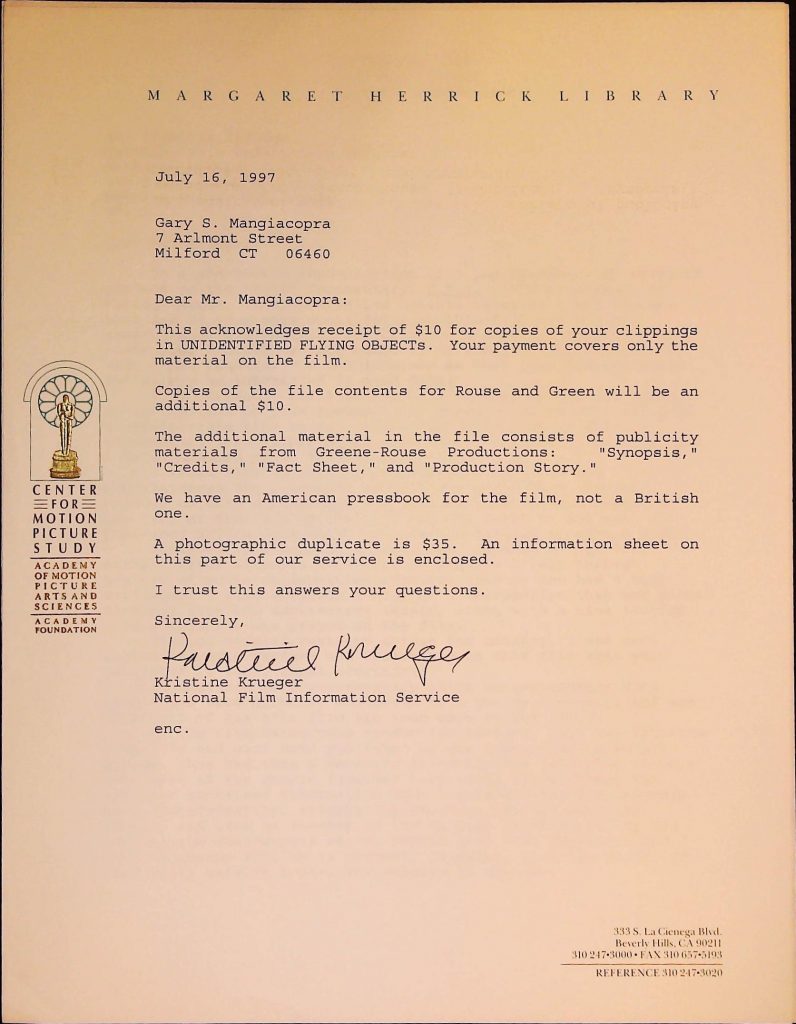 MARGARET HERRICK LIBRARY
July 16, 1997
Gary S. Mangiacopra
7 Arlmont Street
Milford CT 06460
Dear Mr. Mangiacopra:
This acknowledges receipt of $10 for copies of your clippings
in UNIDENTIFIED FLYING OBJECTs. Your payment covers only the
material on the film.
Copies of the file contents for Rouse and Green will be an
additional $10.
The additional material in the file consists of publicity
materials from Greene-Rouse Productions: "Synopsis,"
"Credits," "Fact Sheet," and "Production Story."
We have an American pressbook for the film, not a British
one.
A photographic duplicate is $35. An information sheet on
this part of our service is enclosed.
I trust this answers your questions.
Sincerely,
Kristine Krueger
Kristine Krueger
National Film Information Service
enc.
CENTER
FOR
MOTION
PICTURE
STUDY
ACADEMY
OF MOTION
PICTURE
ARTS AND
SCIENCES
ACADEMY
FOUNDATION
333 S. La Cienega Blvd.
Beverly Hills, CA 90211
310 247•3000 • FAX 310 657•5193
REFERENCE 310 247•3020